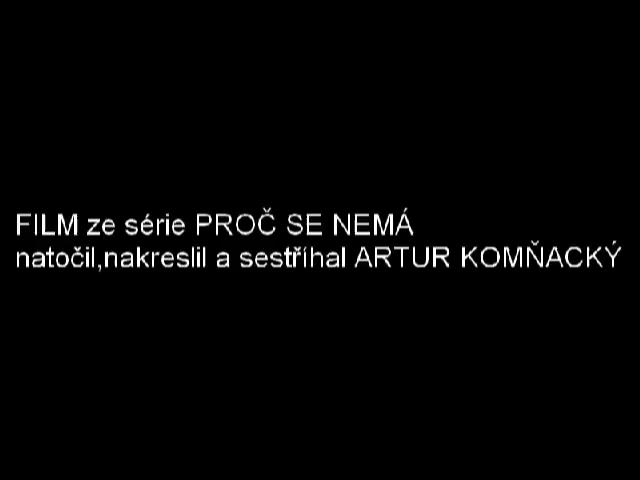 FILM ze série PROČ SE NEMÁ
natočil,nakreslil a sestříhal ARTUR KOMŇACKÝ